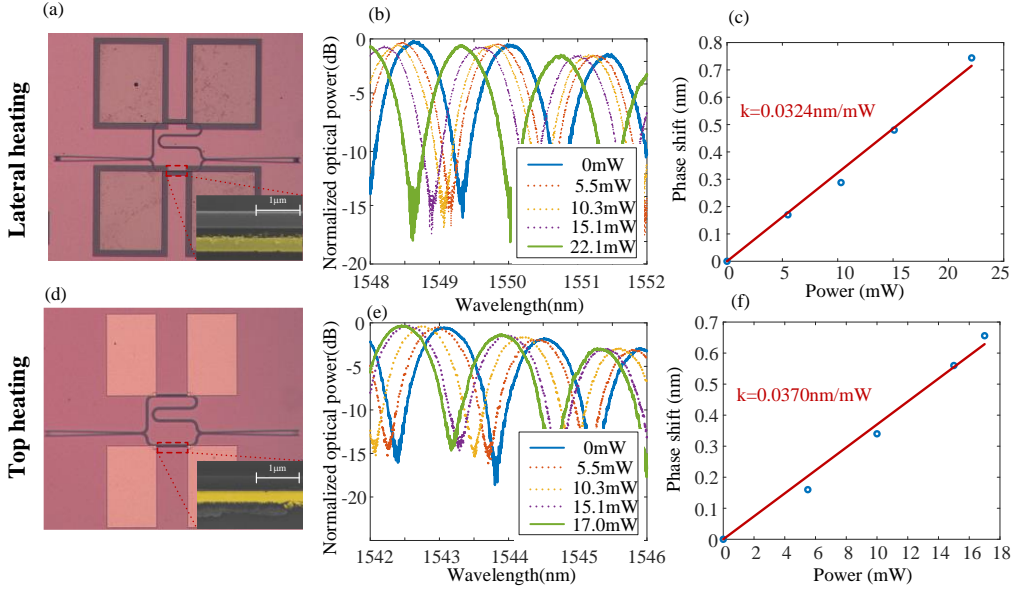 (a)
(b)
(c)
Lateral heating
1μm
Normalized optical power(dB)
0
−5
−10
−15
−20
0mW
5.5mW
10.3mW
15.1mW
22.1mW
1548
1549
1550
1551
1552
Wavelength(nm)
Phase shift (nm)
0.8
0.7
0.6
0.5
0.4
0.3
0.2
0.1
0
k=0.0324nm/mW
0
5
10
15
20
25
Power (mW)
(d)
(e)
(f)
Top heating
1μm
Normalized optical power(dB)
0
−5
−10
−15
−20
0mW
5.5mW
10.3mW
15.1mW
17.0mW
1542
1543
1544
1545
1546
Wavelength(nm)
Phase shift (nm)
0.7
0.6
0.5
0.4
0.3
0.2
0.1
0
k=0.0370nm/mW
0
2
4
6
8
10
12
14
16
18
Power (mW)